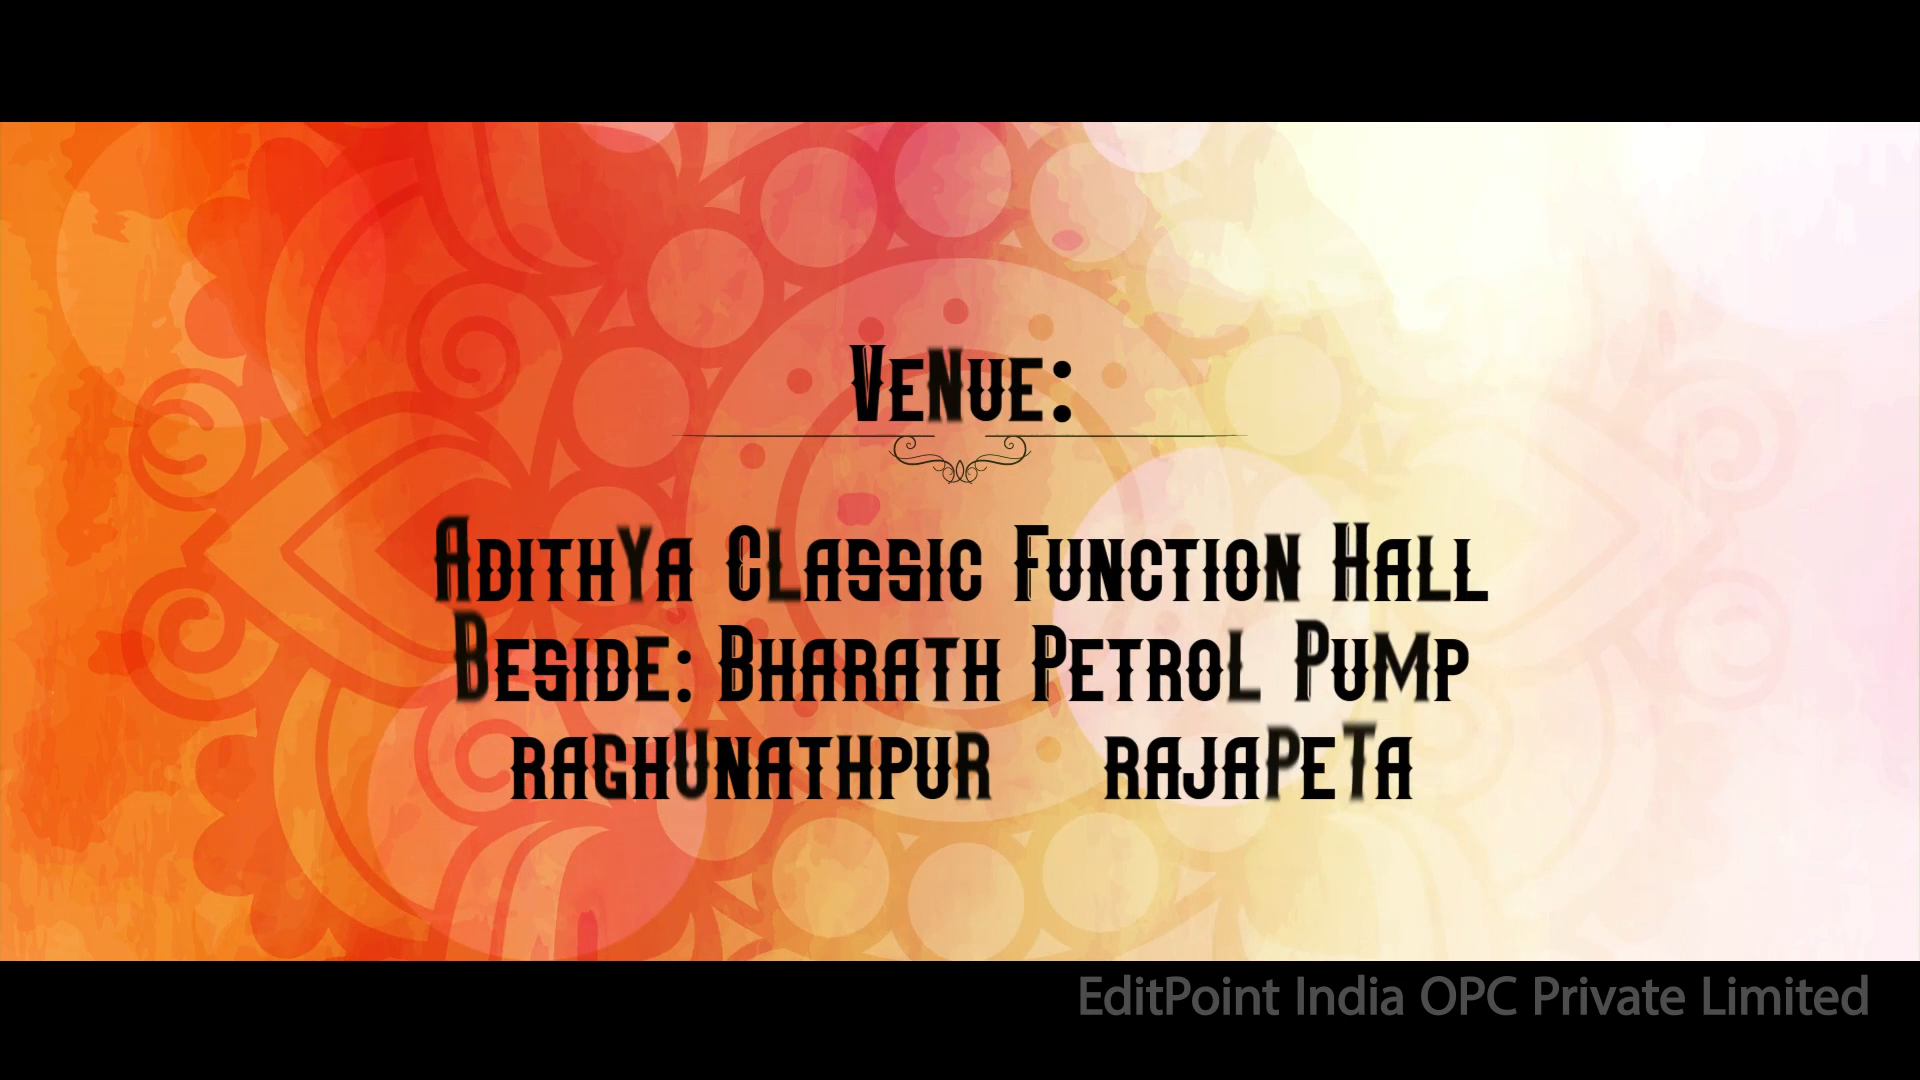 Venue:
Adithya Classic Function Hall
Beside: Bharath Petrol Pump
raghunathpur rajapeta
EditPoint India OPC Private Limited